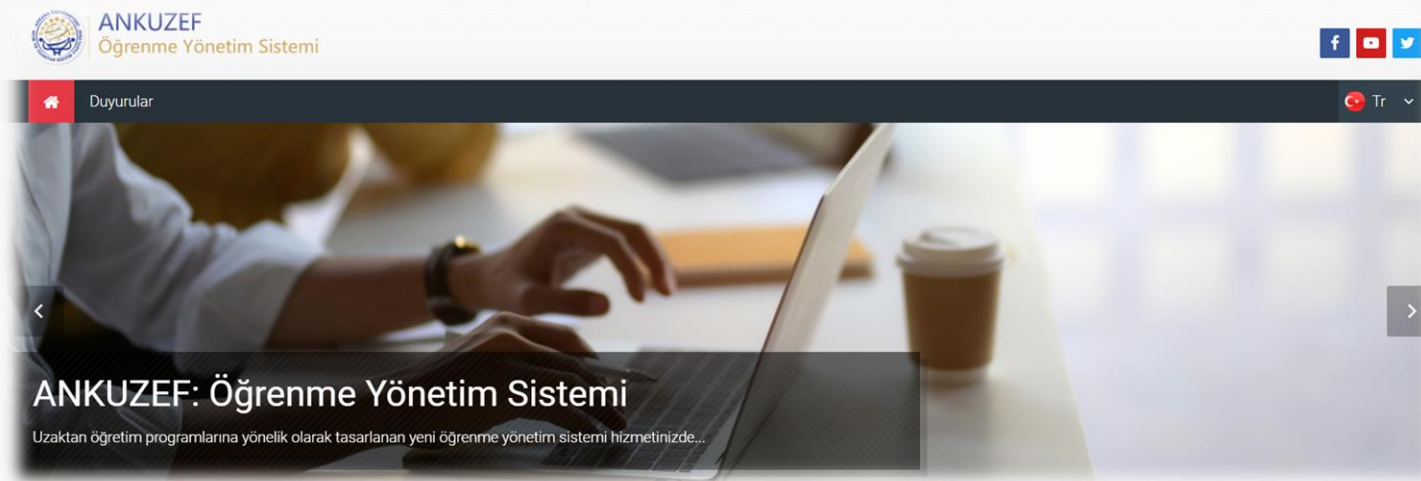 ANKUZEF
Öğrenme Yönetim Sistemi
Duyurular
Tr
ANKUZEF: Öğrenme Yönetim Sistemi
Uzaktan öğretim programlarına yönelik olarak tasarlanan yeni öğrenme yönetim sistemi hizmetinizde...